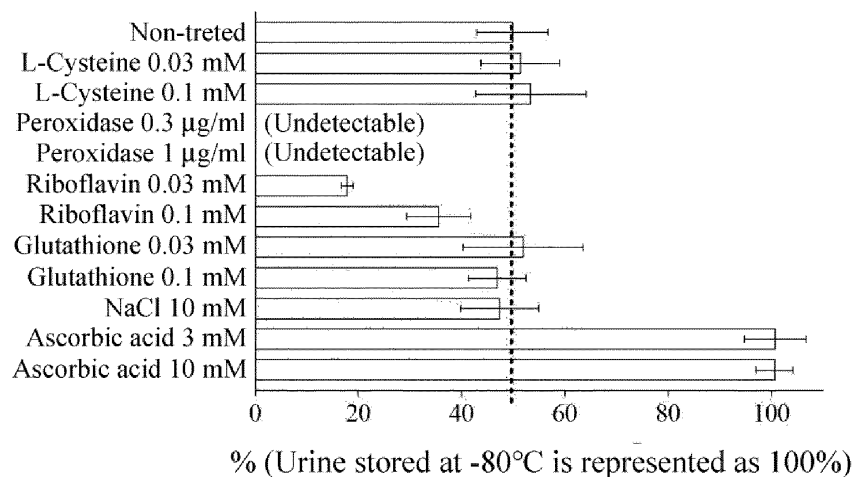 Non-treted
L-Cysteine 0.03 mM
L-Cysteine 0.1 mM
Peroxidase 0.3 µg/ml (Undetectable)
Peroxidase 1 µg/ml (Undetectable)
Riboflavin 0.03 mM
Riboflavin 0.1 mM
Glutathione 0.03 mM
Glutathione 0.1 mM
NaCl 10 mM
Ascorbic acid 3 mM
Ascorbic acid 10 mM
0 20 40 60 80 100
% (Urine stored at -80°C is represented as 100%)